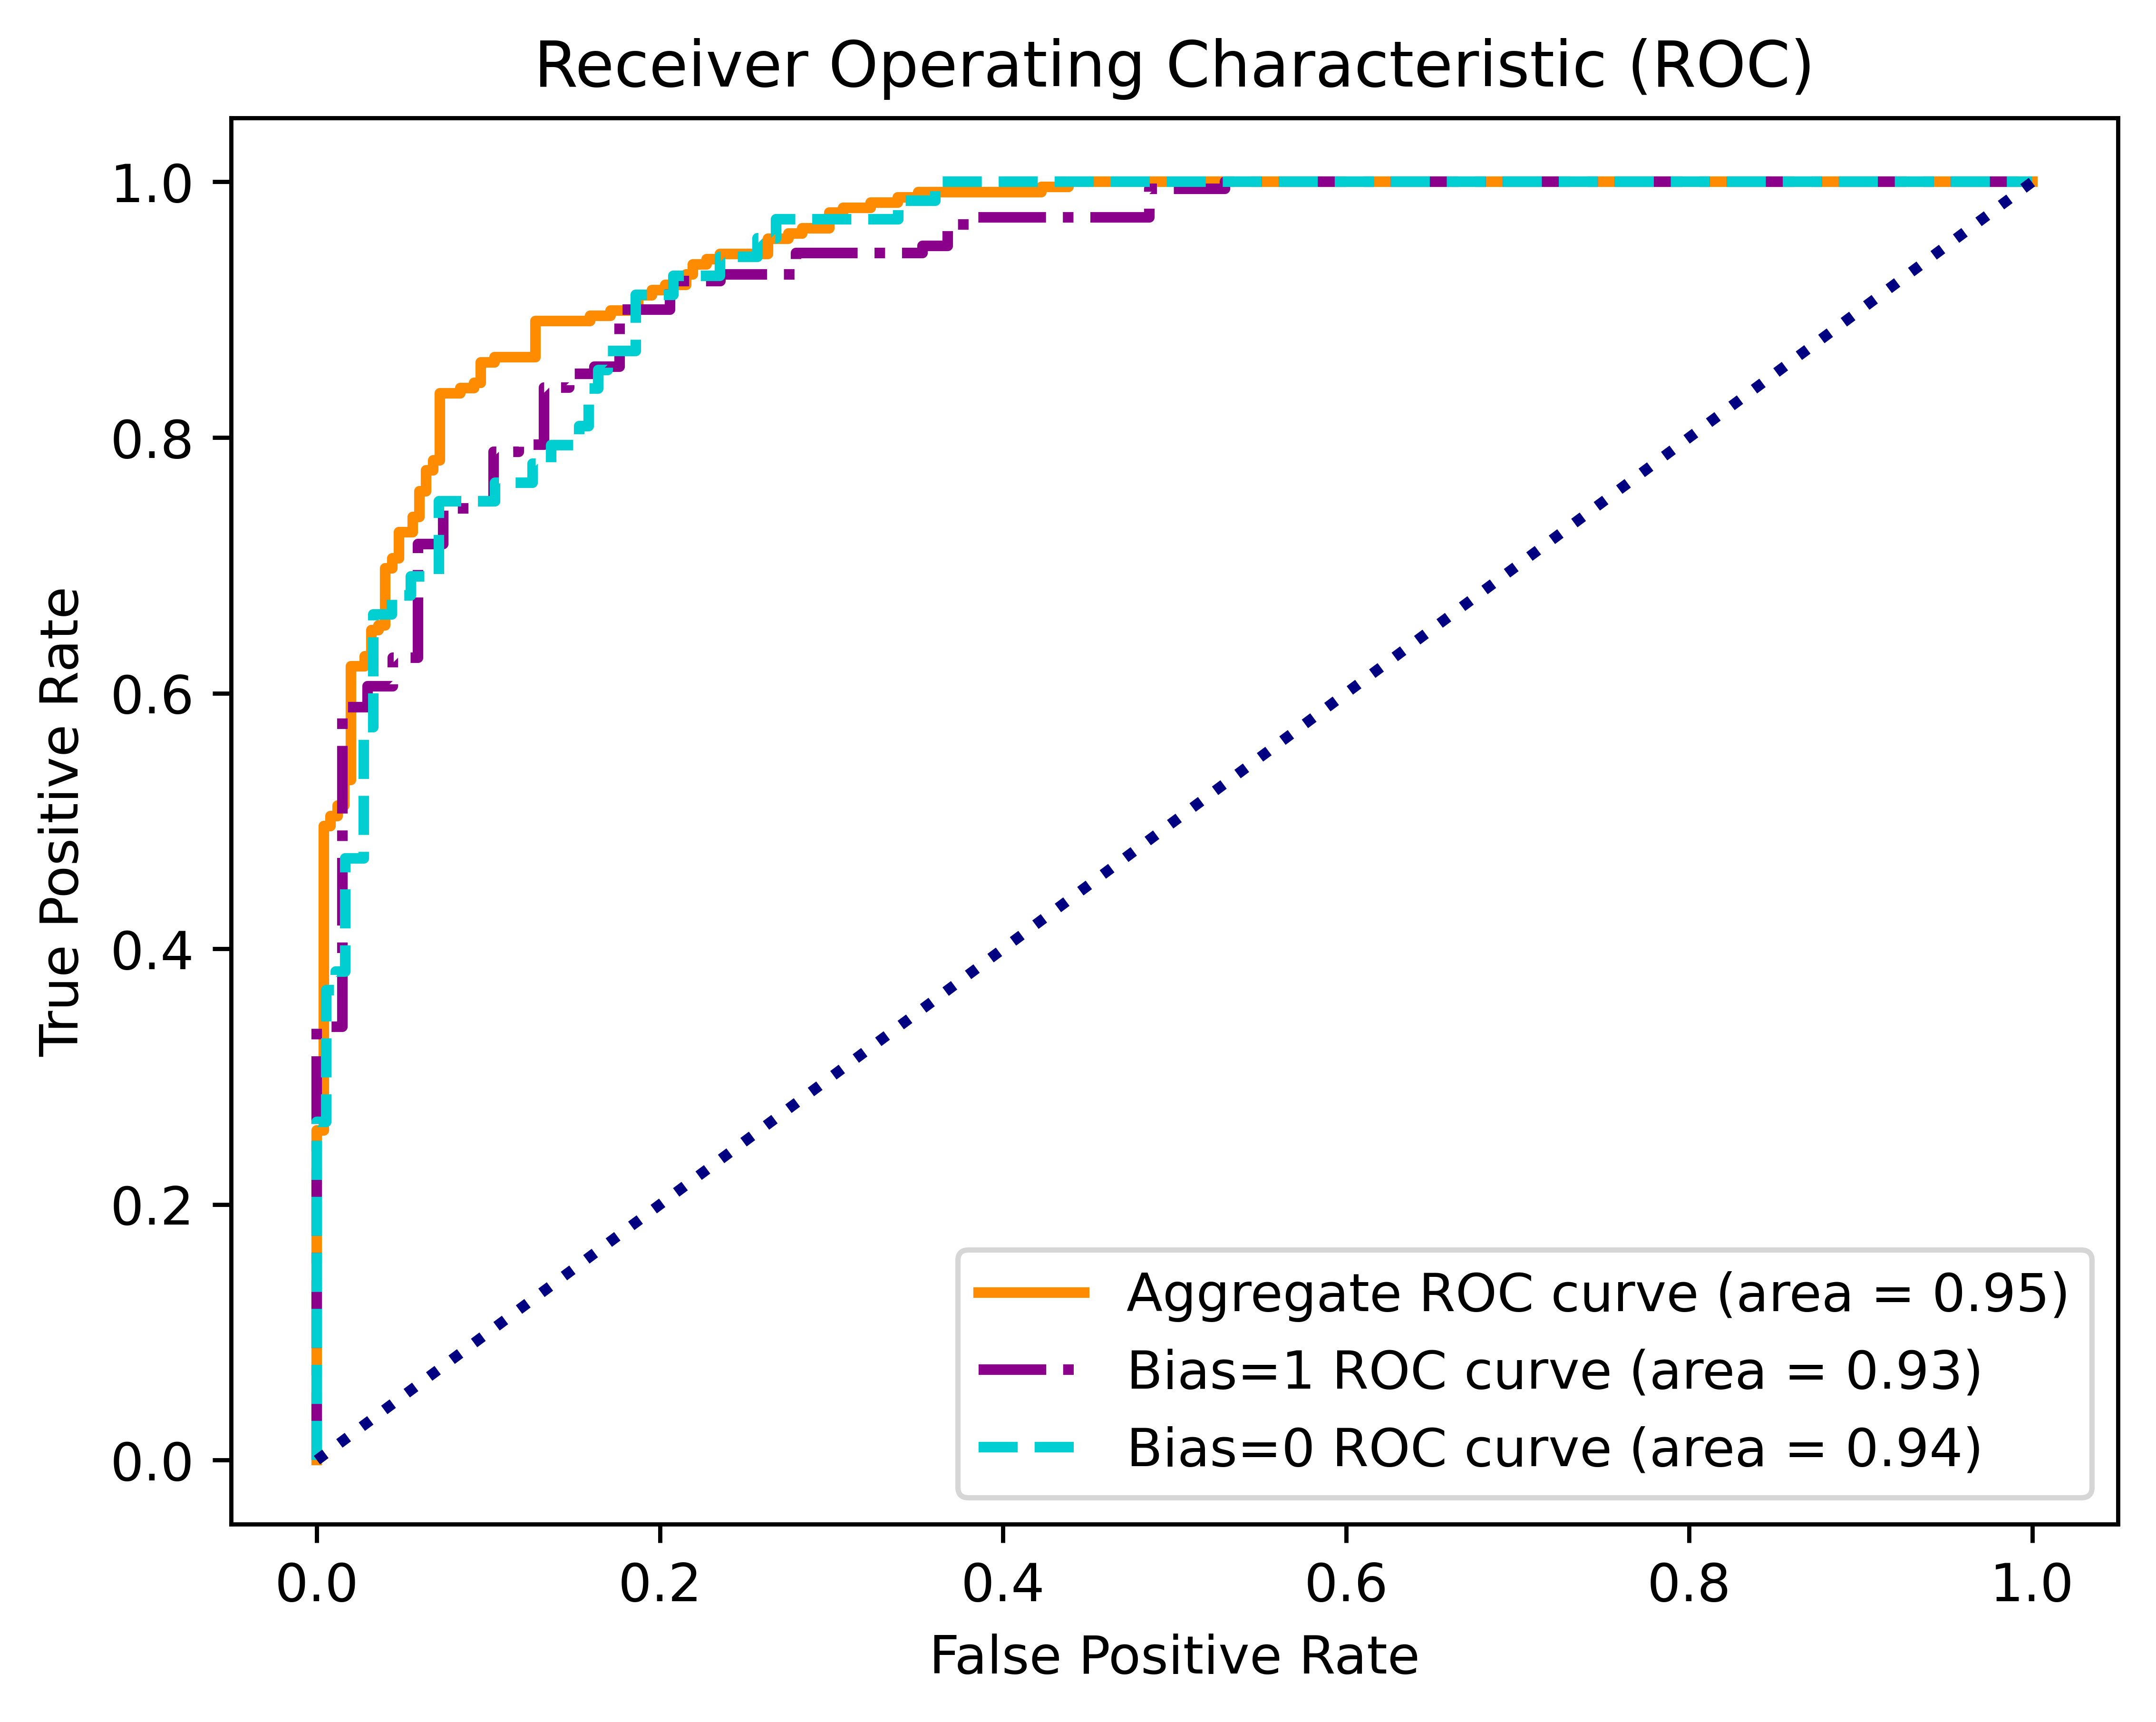 Receiver Operating Characteristic (ROC)
1.0
0.8
0.6
0.4
0.2
0.0
True Positive Rate
Aggregate ROC curve (area = 0.95)
Bias=1 ROC curve (area = 0.93)
Bias=0 ROC curve (area = 0.94)
0.0 0.2 0.4 0.6 0.8 1.0
False Positive Rate